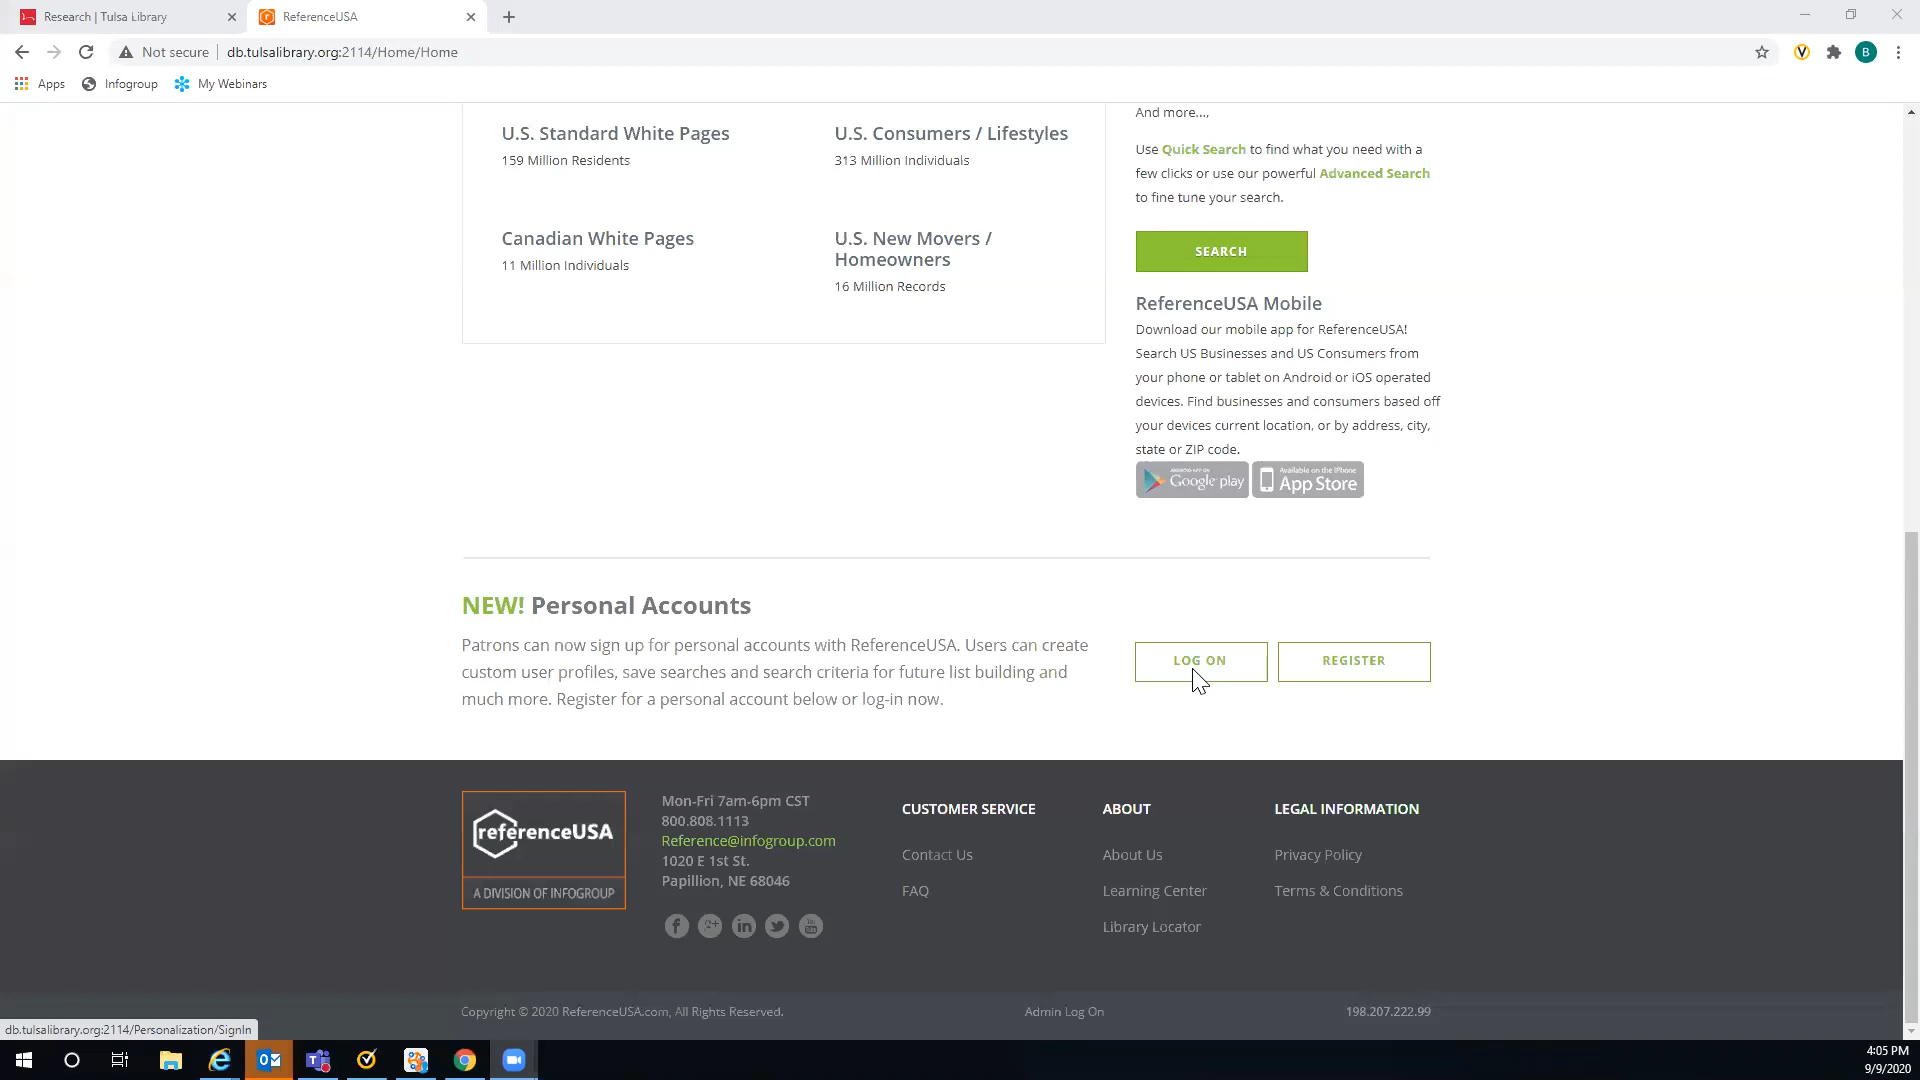 Research | Tulsa Library
ReferenceUSA
Not secure
db.tulsalibrary.org:2114/Home/Home
B
Apps
Infogroup
My Webinars
U.S. Standard White Pages
159 Million Residents
U.S. Consumers / Lifestyles
313 Million Individuals
Canadian White Pages
11 Million Individuals
U.S. New Movers /
Homeowners
16 Million Records
And more...,
Use Quick Search to find what you need with a
few clicks or use our powerful Advanced Search
to fine tune your search.
SEARCH
ReferenceUSA Mobile
Download our mobile app for ReferenceUSA!
Search US Businesses and US Consumers from
your phone or tablet on Android or iOS operated
devices. Find businesses and consumers based off
your devices current location, or by address, city,
state or ZIP code.
ANDROID APP ON
Google play
Available on the iPhone
App Store
NEW! Personal Accounts
Patrons can now sign up for personal accounts with ReferenceUSA. Users can create
custom user profiles, save searches and search criteria for future list building and
much more. Register for a personal account below or log-in now.
LOG ON
REGISTER
referenceUSA
A DIVISION OF INFOGROUP
Mon-Fri 7am-6pm CST
800.808.1113
Reference@infogroup.com
1020 E 1st St.
Papillion, NE 68046
CUSTOMER SERVICE
Contact Us
FAQ
ABOUT
About Us
Learning Center
Library Locator
LEGAL INFORMATION
Privacy Policy
Terms & Conditions
Copyright © 2020 ReferenceUSA.com, All Rights Reserved.
Admin Log On
198.207.222.99
db.tulsalibrary.org:2114/Personalization/SignIn
4:05 PM
9/9/2020